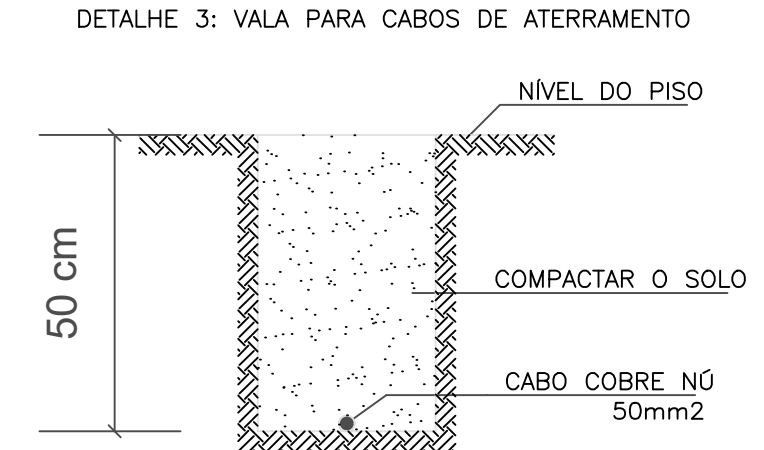 DETALHE 3: VALA PARA CABOS DE ATERRAMENTO
NÍVEL DO PISO
50 cm
COMPACTAR O SOLO
CABO COBRE NÚ
50mm2